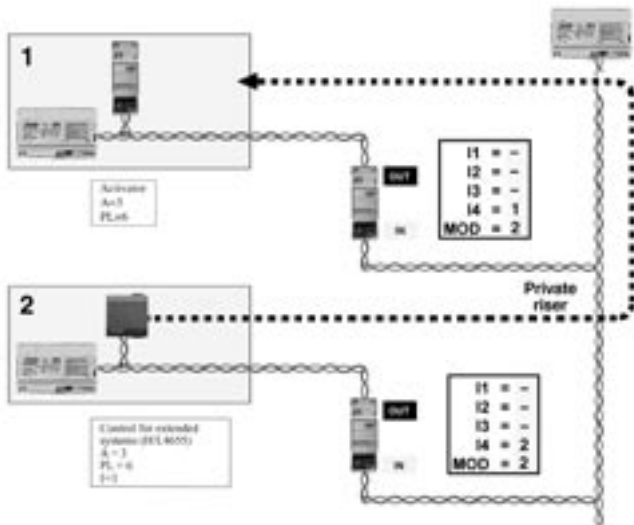 1
OUT
I1 = –
I2 = –
I3 = –
I4 = 1
MOD = 2
IN
Activator
A=3
PL=6
Private
riser
2
OUT
I1 = –
I2 = –
I3 = –
I4 = 2
MOD = 2
IN
Control for extended
systems
A = 3
PL = 6
I=1